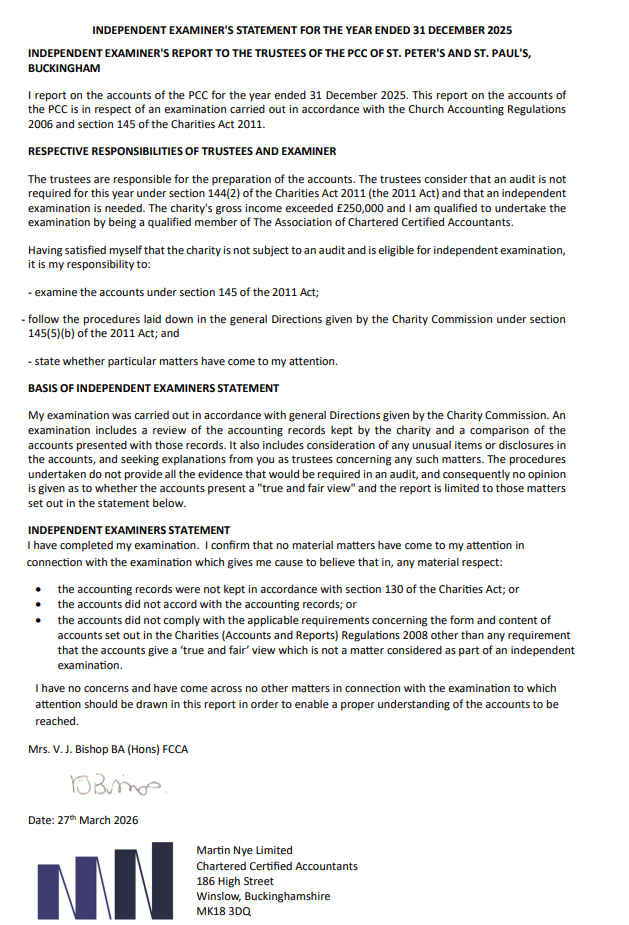 INDEPENDENT EXAMINER'S STATEMENT FOR THE YEAR ENDED 31 DECEMBER 2025
INDEPENDENT EXAMINER'S REPORT TO THE TRUSTEES OF THE PCC OF ST. PETER'S AND ST. PAUL'S,
BUCKINGHAM
I report on the accounts of the PCC for the year ended 31 December 2025. This report on the accounts of
the PCC is in respect of an examination carried out in accordance with the Church Accounting Regulations
2006 and section 145 of the Charities Act 2011.
RESPECTIVE RESPONSIBILITIES OF TRUSTEES AND EXAMINER
The trustees are responsible for the preparation of the accounts. The trustees consider that an audit is not
required for this year under section 144(2) of the Charities Act 2011 (the 2011 Act) and that an independent
examination is needed. The charity's gross income exceeded £250,000 and I am qualified to undertake the
examination by being a qualified member of The Association of Chartered Certified Accountants.
Having satisfied myself that the charity is not subject to an audit and is eligible for independent examination,
it is my responsibility to:
- examine the accounts under section 145 of the 2011 Act;
- follow the procedures laid down in the general Directions given by the Charity Commission under section
145(5)(b) of the 2011 Act; and
- state whether particular matters have come to my attention.
BASIS OF INDEPENDENT EXAMINERS STATEMENT
My examination was carried out in accordance with general Directions given by the Charity Commission. An
examination includes a review of the accounting records kept by the charity and a comparison of the
accounts presented with those records. It also includes consideration of any unusual items or disclosures in
the accounts, and seeking explanations from you as trustees concerning any such matters. The procedures
undertaken do not provide all the evidence that would be required in an audit, and consequently no opinion
is given as to whether the accounts present a "true and fair view" and the report is limited to those matters
set out in the statement below.
INDEPENDENT EXAMINERS STATEMENT
I have completed my examination.  I confirm that no material matters have come to my attention in
connection with the examination which gives me cause to believe that in, any material respect:
• the accounting records were not kept in accordance with section 130 of the Charities Act; or
• the accounts did not accord with the accounting records; or
• the accounts did not comply with the applicable requirements concerning the form and content of
accounts set out in the Charities (Accounts and Reports) Regulations 2008 other than any requirement
that the accounts give a ‘true and fair’ view which is not a matter considered as part of an independent
examination.
I have no concerns and have come across no other matters in connection with the examination to which
attention should be drawn in this report in order to enable a proper understanding of the accounts to be
reached.
Mrs. V. J. Bishop BA (Hons) FCCA
Date: 27th March 2026
Martin Nye Limited
Chartered Certified Accountants
186 High Street
Winslow, Buckinghamshire
MK18 3DQ